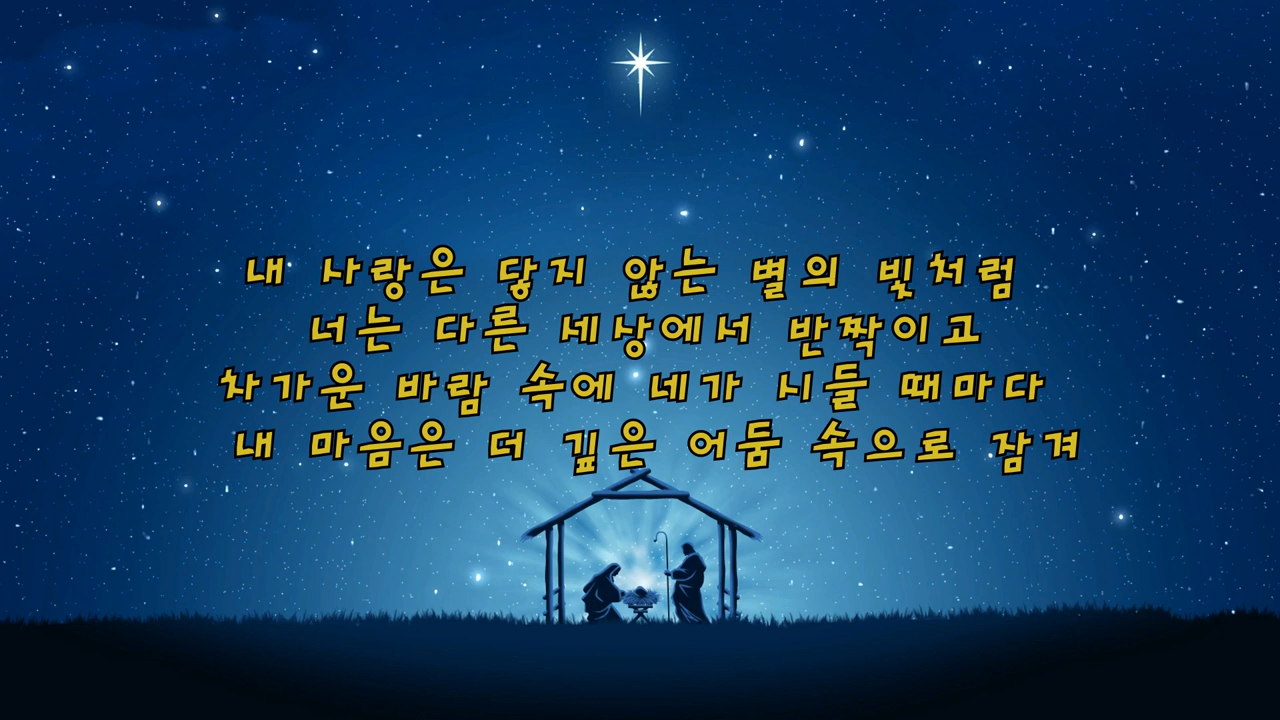 내 사랑은 닿지 않는 별의 빛처럼
너는 다른 세상에서 반짝이고
차가운 바람 속에 네가 시들 때마다
내 마음은 더 깊은 어둠 속으로 잠겨